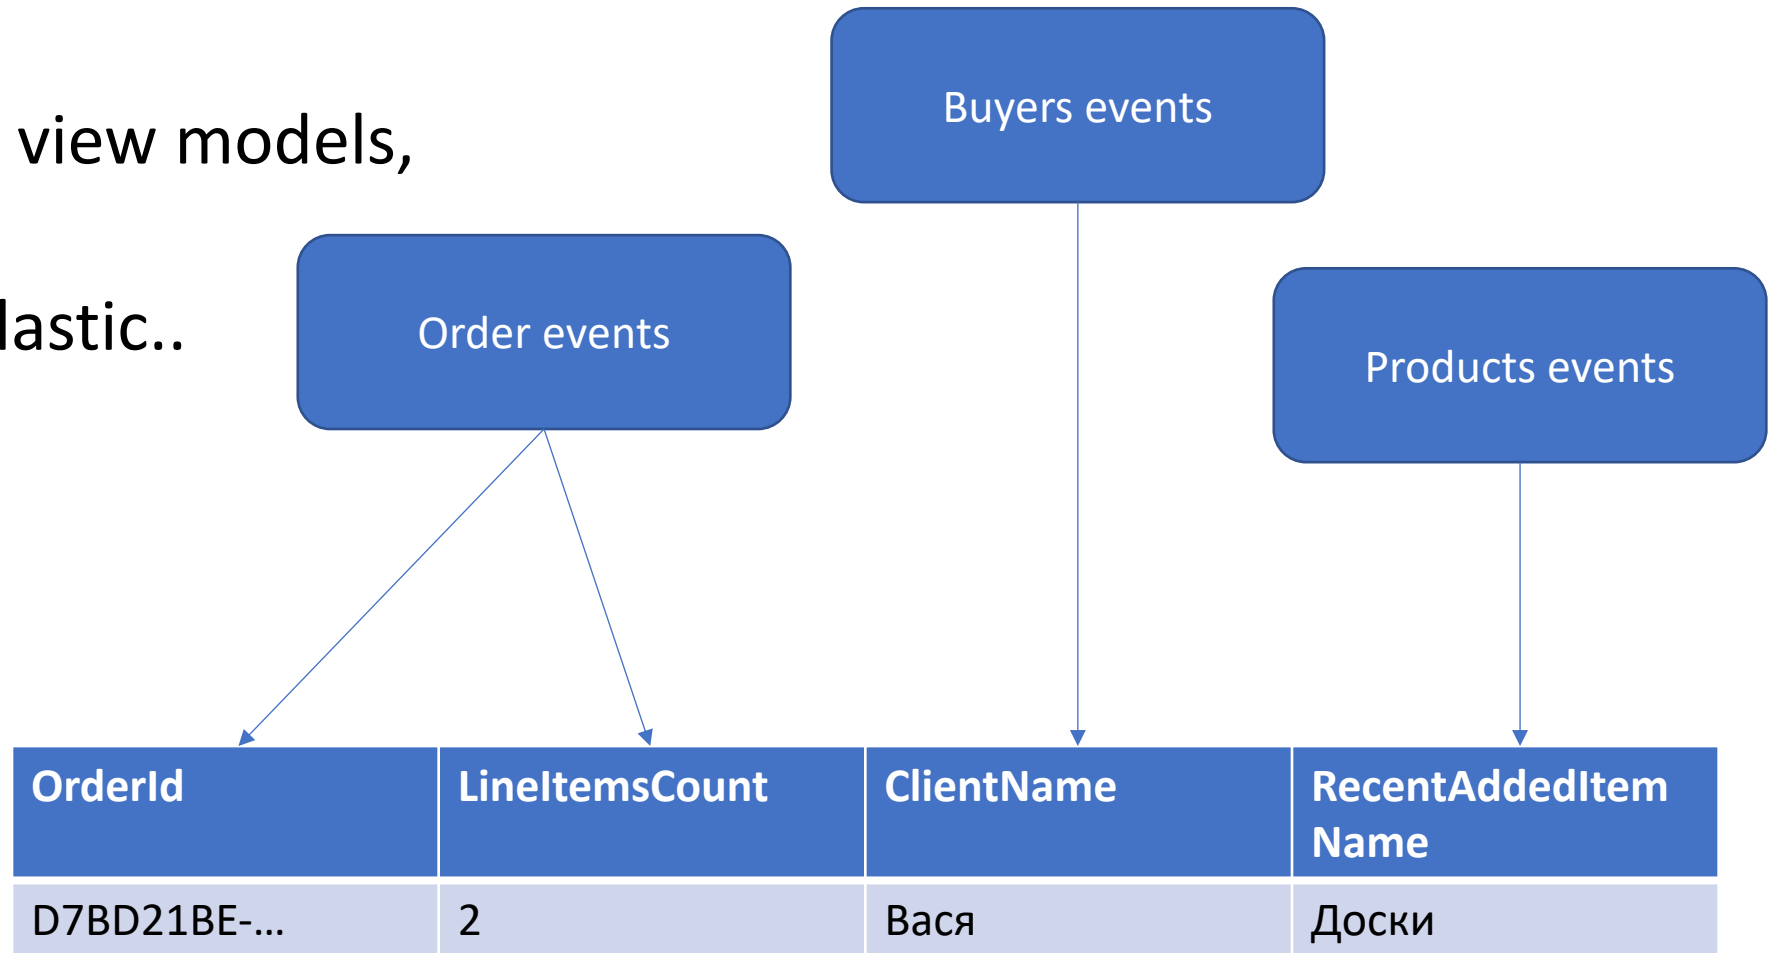 view models,
lastic..
Buyers events
Order events
Products events
OrderId
LineItemsCount
ClientName
RecentAddedItem
Name
D7BD21BE-...
2
Вася
Доски